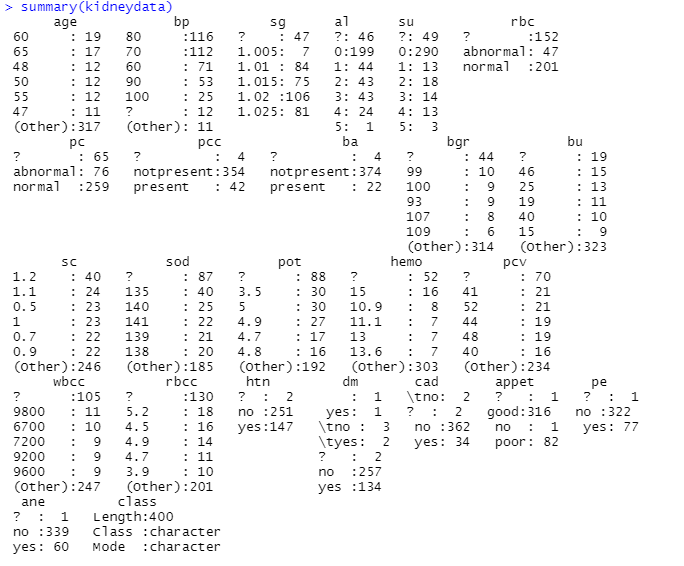 > summary(kidneydata)
age bp sg al su rbc
60 : 19 80 :116 ? : 47 ?: 46 ?: 49 ? :152
65 : 17 70 :112 1.005: 7 0:199 0:290 abnormal: 47
48 : 12 60 : 71 1.01 : 84 1: 44 1: 13 normal :201
50 : 12 90 : 53 1.015: 75 2: 43 2: 18
55 : 12 100 : 25 1.02 :106 3: 43 3: 14
47 : 11 ? : 12 1.025: 81 4: 24 4: 13
(Other):317 (Other): 11 5: 1 5: 3
pc pcc ba bgr bu
? : 65 ? : 4 ? : 4 ? : 44 ? : 19
abnormal: 76 notpresent:354 notpresent:374 99 : 10 46 : 15
normal :259 present : 42 present : 22 100 : 9 25 : 13
93 : 9 19 : 11
107 : 8 40 : 10
109 : 6 15 : 9
(Other):314 (Other):323
sc sod pot hemo pcv
1.2 : 40 ? : 87 ? : 88 ? : 52 ? : 70
1.1 : 24 135 : 40 3.5 : 30 15 : 16 41 : 21
0.5 : 23 140 : 25 5 : 30 10.9 : 8 52 : 21
1 : 23 141 : 22 4.9 : 27 11.1 : 7 44 : 19
0.7 : 22 139 : 21 4.7 : 17 13 : 7 48 : 19
0.9 : 22 138 : 20 4.8 : 16 13.6 : 7 40 : 16
(Other):246 (Other):185 (Other):192 (Other):303 (Other):234
wbcc rbcc htn dm cad appet pe
? :105 ? :130 ? : 2 : 1 \tno: 2 ? : 1 ? : 1
9800 : 11 5.2 : 18 no :251 yes: 1 ? : 2 good:316 no :322
6700 : 10 4.5 : 16 yes:147 \tno : 3 no :362 no : 1 yes: 77
7200 : 9 4.9 : 14 \tyes: 2 yes: 34 poor: 82
9200 : 9 4.7 : 11 ? : 2
9600 : 9 3.9 : 10 no :257
(Other):247 (Other):201 yes :134
ane class
? : 1 Length:400
no :339 Class :character
yes: 60 Mode :character